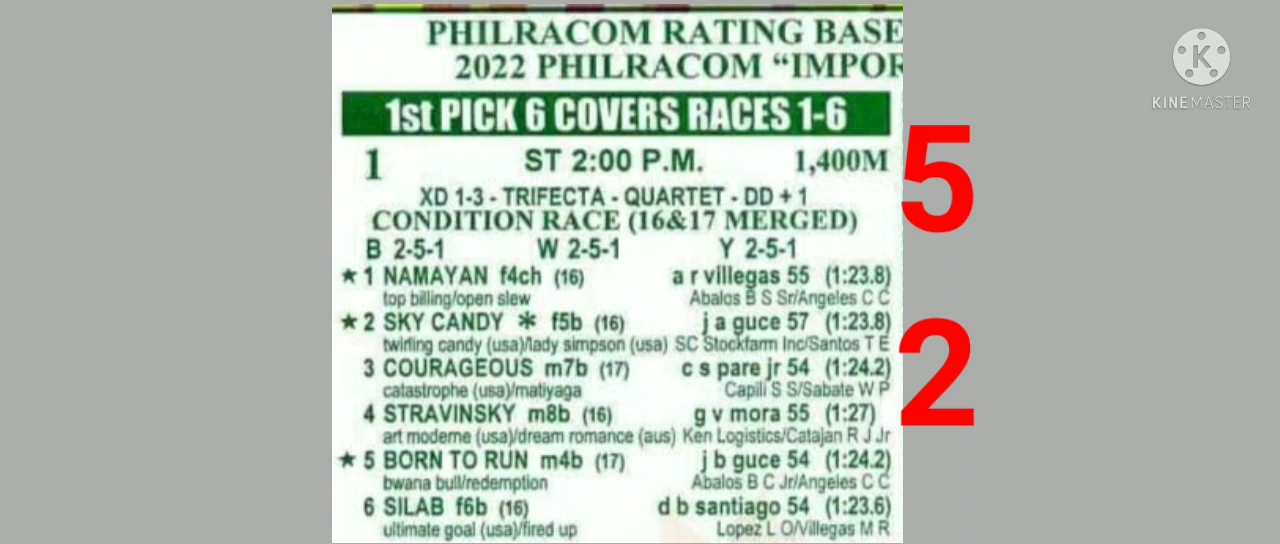 PHILRACOM RATING BASE
2022 PHILRACOM “IMPOR
1st PICK 6 COVERS RACES 1-6
1 ST 2:00 P.M. 1,400M
XD 1-3 - TRIFECTA - QUARTET - DD + 1
CONDITION RACE (16&17 MERGED)
B 2-5-1 W 2-5-1 Y 2-5-1
★ 1 NAMAYAN f4ch (16) a r villegas 55 (1:23.8)
top billing/open slew Abalos B S Sr/Angeles C C
★ 2 SKY CANDY * f5b (16) j a guce 57 (1:23.8)
twirling candy (usa)/lady simpson (usa) SC Stockfarm Inc/Santos T E
3 COURAGEOUS m7b (17) c s pare jr 54 (1:24.2)
catastrophe (usa)/matiyaga Capili S S/Sabate W P
4 STRAVINSKY m8b (16) g v mora 55 (1:27)
art moderne (usa)/dream romance (aus) Ken Logistics/Catajan R J Jr
★ 5 BORN TO RUN m4b (17) j b guce 54 (1:24.2)
bwana bull/redemption Abalos B C Jr/Angeles C C
6 SILAB f6b (16) d b santiago 54 (1:23.6)
ultimate goal (usa)/fired up Lopez L O/Villegas M R
5
2
KINEMASTER